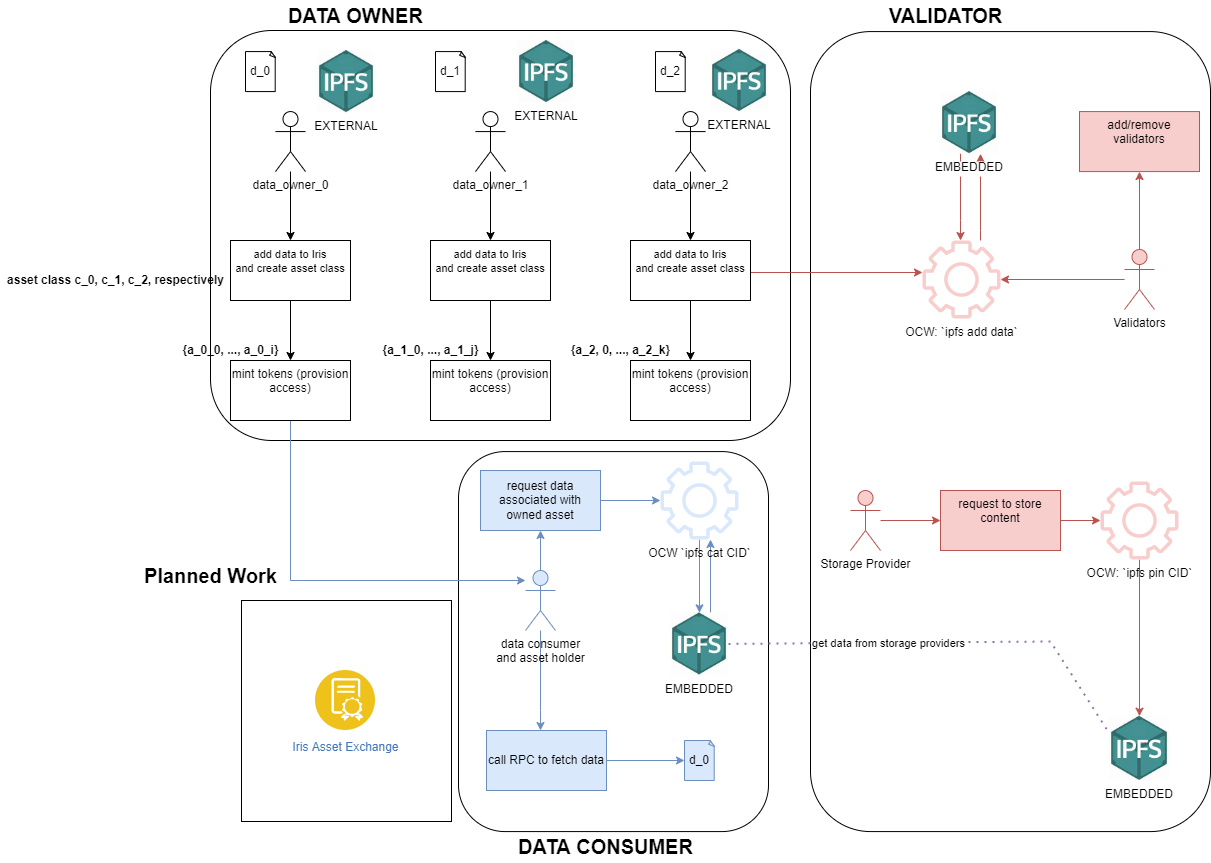 DATA OWNER
VALIDATOR
d_0
IPFS
EXTERNAL
d_1
IPFS
EXTERNAL
d_2
IPFS
EXTERNAL
data_owner_0
data_owner_1
data_owner_2
add data to Iris
and create asset class
add data to Iris
and create asset class
add data to Iris
and create asset class
asset class c_0, c_1, c_2, respectively
{a_0_0, ..., a_0_i}
{a_1_0, ..., a_1_j}
{a_2, 0, ..., a_2_k}
mint tokens (provision
access)
mint tokens (provision
access)
mint tokens (provision
access)
IPFS
EMBEDDED
add/remove
validators
OCW: `ipfs add data`
Validators
request data
associated with
owned asset
OCW `ipfs cat CID`
Storage Provider
request to store
content
OCW: `ipfs pin CID`
Planned Work
data consumer
and asset holder
IPFS
EMBEDDED
get data from storage providers
Iris Asset Exchange
call RPC to fetch data
d_0
IPFS
EMBEDDED
DATA CONSUMER